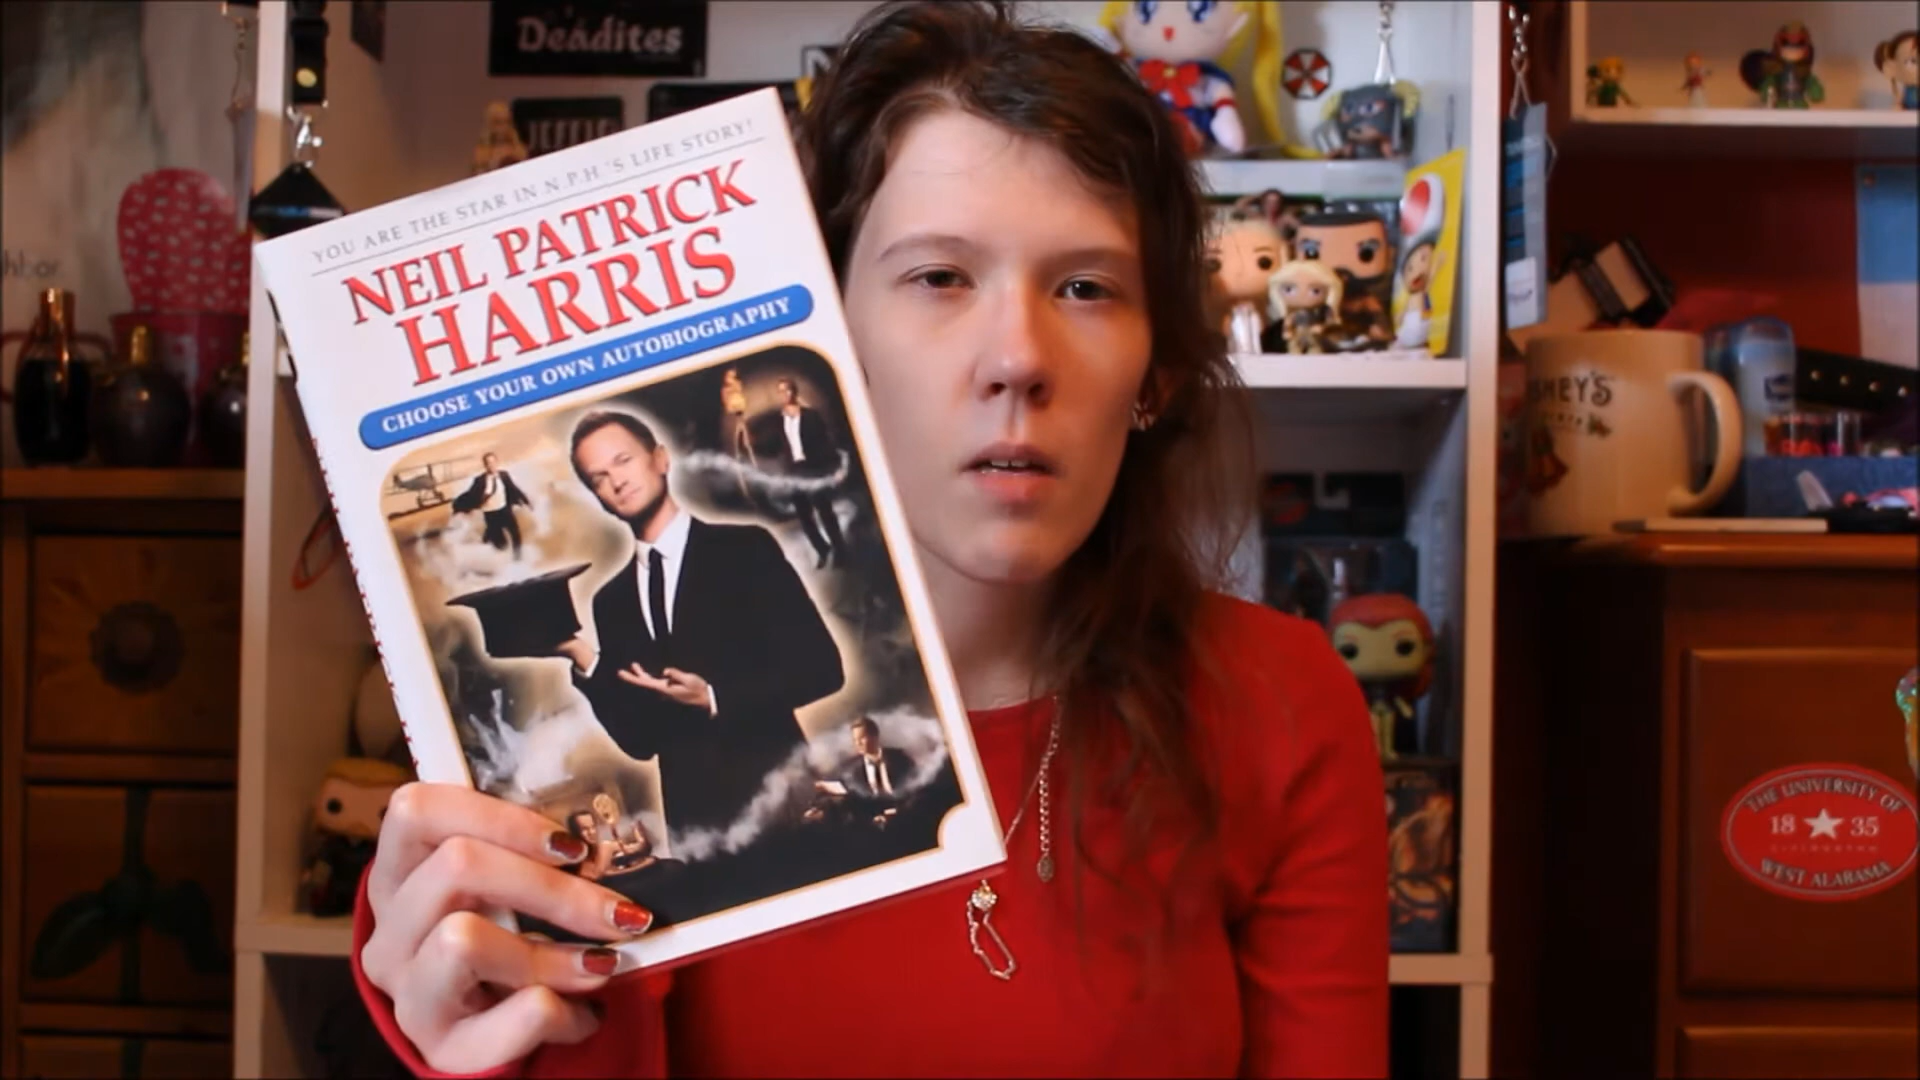 Deadites
YOU ARE THE STAR IN N.P.H.'S LIFE STORY!
NEIL PATRICK
HARRIS
CHOOSE YOUR OWN AUTOBIOGRAPHY
THE UNIVERSITY OF
18 35
WEST ALABAMA